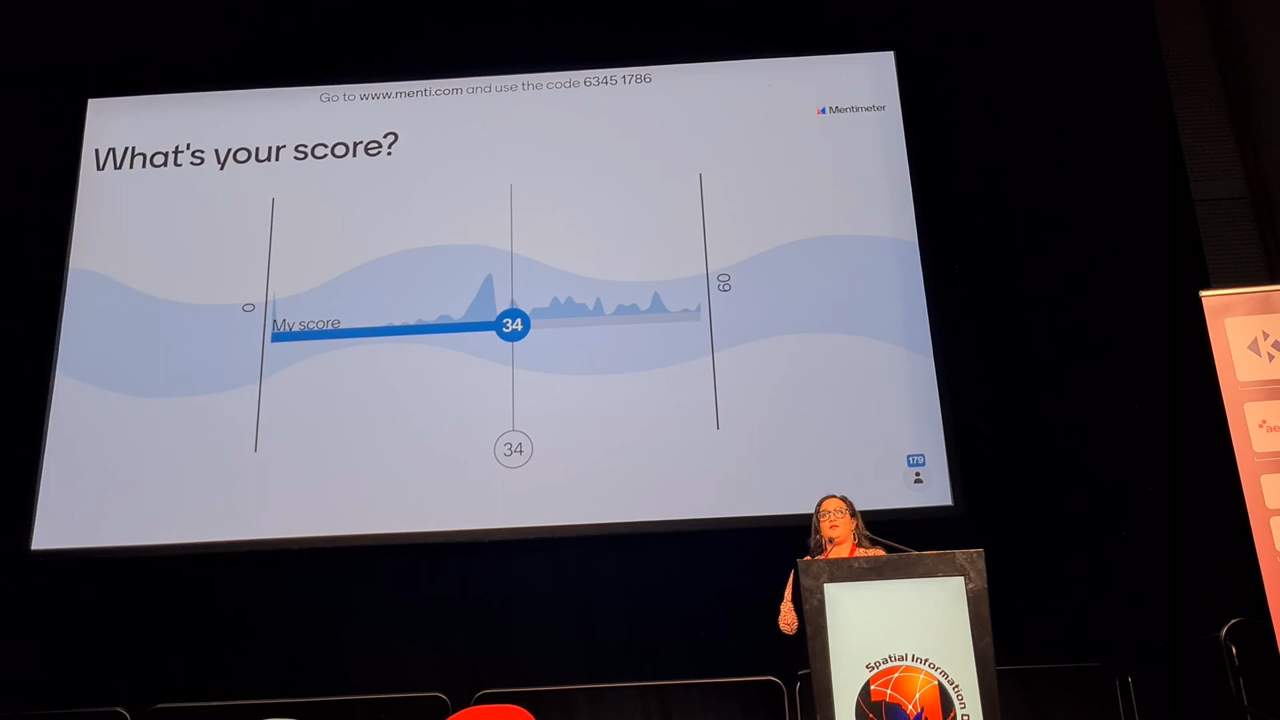 Go to www.menti.com and use the code 6345 1786
Mentimeter
What's your score?
0
60
My score
34
34
179
Spatial Information D
K
ae